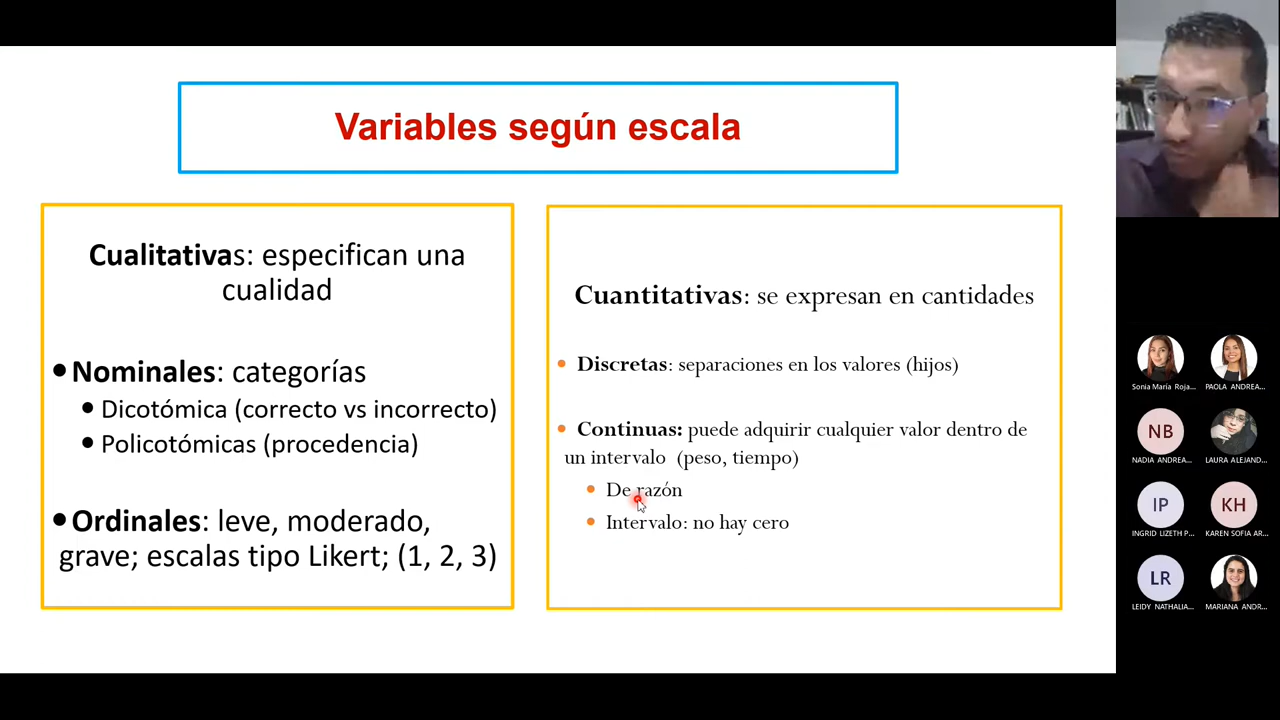 Variables según escala
Cualitativas: especifican una
cualidad
•Nominales: categorías
• Dicotómica (correcto vs incorrecto)
• Policotómicas (procedencia)
•Ordinales: leve, moderado,
grave; escalas tipo Likert; (1, 2, 3)
Cuantitativas: se expresan en cantidades
• Discretas: separaciones en los valores (hijos)
• Continuas: puede adquirir cualquier valor dentro de
un intervalo (peso, tiempo)
• De razón
• Intervalo: no hay cero
Sonia María Roja...
PAOLA ANDREA...
NB
NADIA ANDREA...
LAURA ALEJAND...
IP
INGRID LIZETH P...
KH
KAREN SOFIA AR...
LR
LEIDY NATHALIA...
MARIANA ANDR...